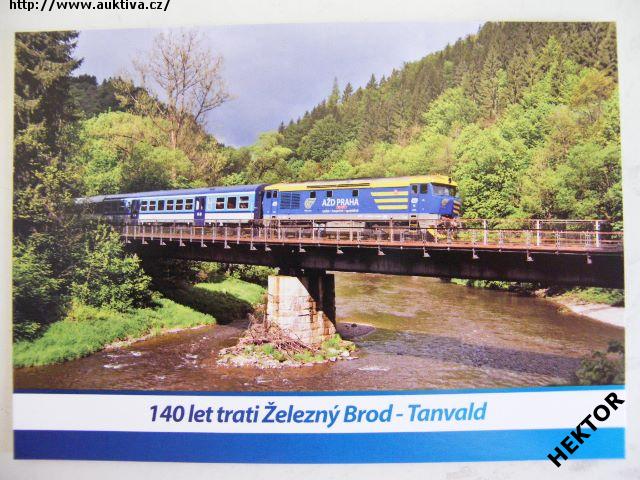 http://www.auktiva.cz/
AŽD PRAHA
140 let trati Železný Brod - Tanvald
HEKTOR